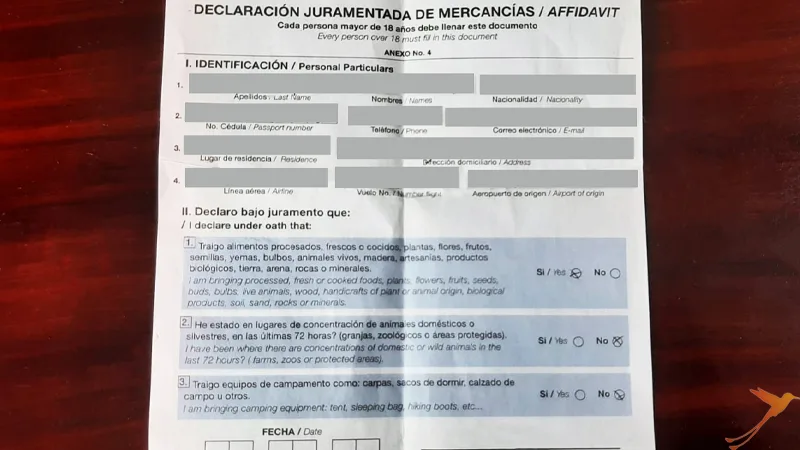 DECLARACIÓN JURAMENTADA DE MERCANCÍAS / AFFIDAVIT
Cada persona mayor de 18 años debe llenar este documento
Every person over 18 must fill in this document
ANEXO No. 4
I. IDENTIFICACIÓN / Personal Particulars
1.
Apellidos / Last Name Nombres / Names Nacionalidad / Nacionality
2.
No. Cédula / Passport number Teléfono / Phone Correo electrónico / E-mail
3.
Lugar de residencia / Residence Dirección domiciliario / Address
4.
Línea aérea / Airline Vuelo No. / Number flight Aeropuerto de origen / Airport of origin
II. Declaro bajo juramento que:
/ I declare under oath that:
1. Traigo alimentos procesados, frescos o cocidos, plantas, flores, frutos,
semillas, yemas, bulbos, animales vivos, madera, artesanías, productos
biológicos, tierra, arena, rocas o minerales.
Si / Yes No
I am bringing processed, fresh or cooked foods, plants, flowers, fruits, seeds,
buds, bulbs, live animals, wood, handicrafts of plant or animal origin, biological
products, soil, sand, rocks or minerals.
2. He estado en lugares de concentración de animales domésticos o
silvestres, en las últimas 72 horas? (granjas, zoológicos o áreas protegidas).
Si / Yes No
I have been where there are concentrations of domestic or wild animals in the
last 72 hours? ( farms, zoos or protected areas).
3. Traigo equipos de campamento como: carpas, sacos de dormir, calzado de
campo u otros.
Si / Yes No
I am bringing camping equipment: tent, sleeping bag, hiking boots, etc...
FECHA / Date